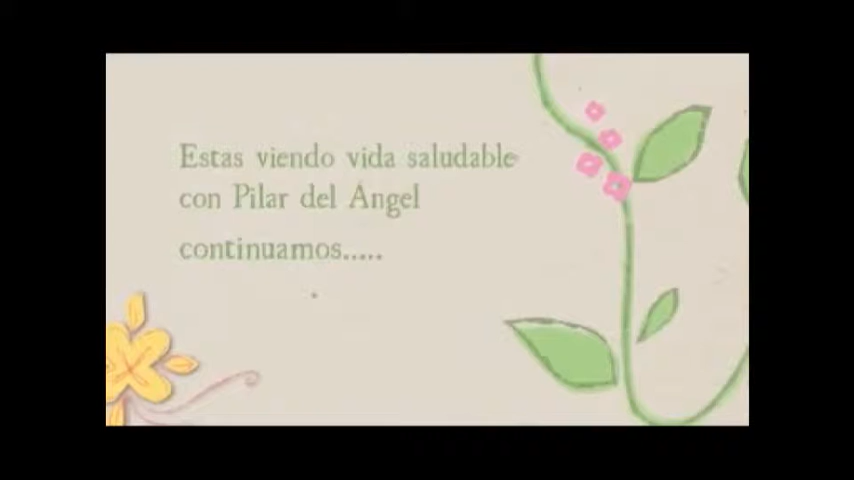 Estas viendo vida saludable
con Pilar del Angel
continuamos.....